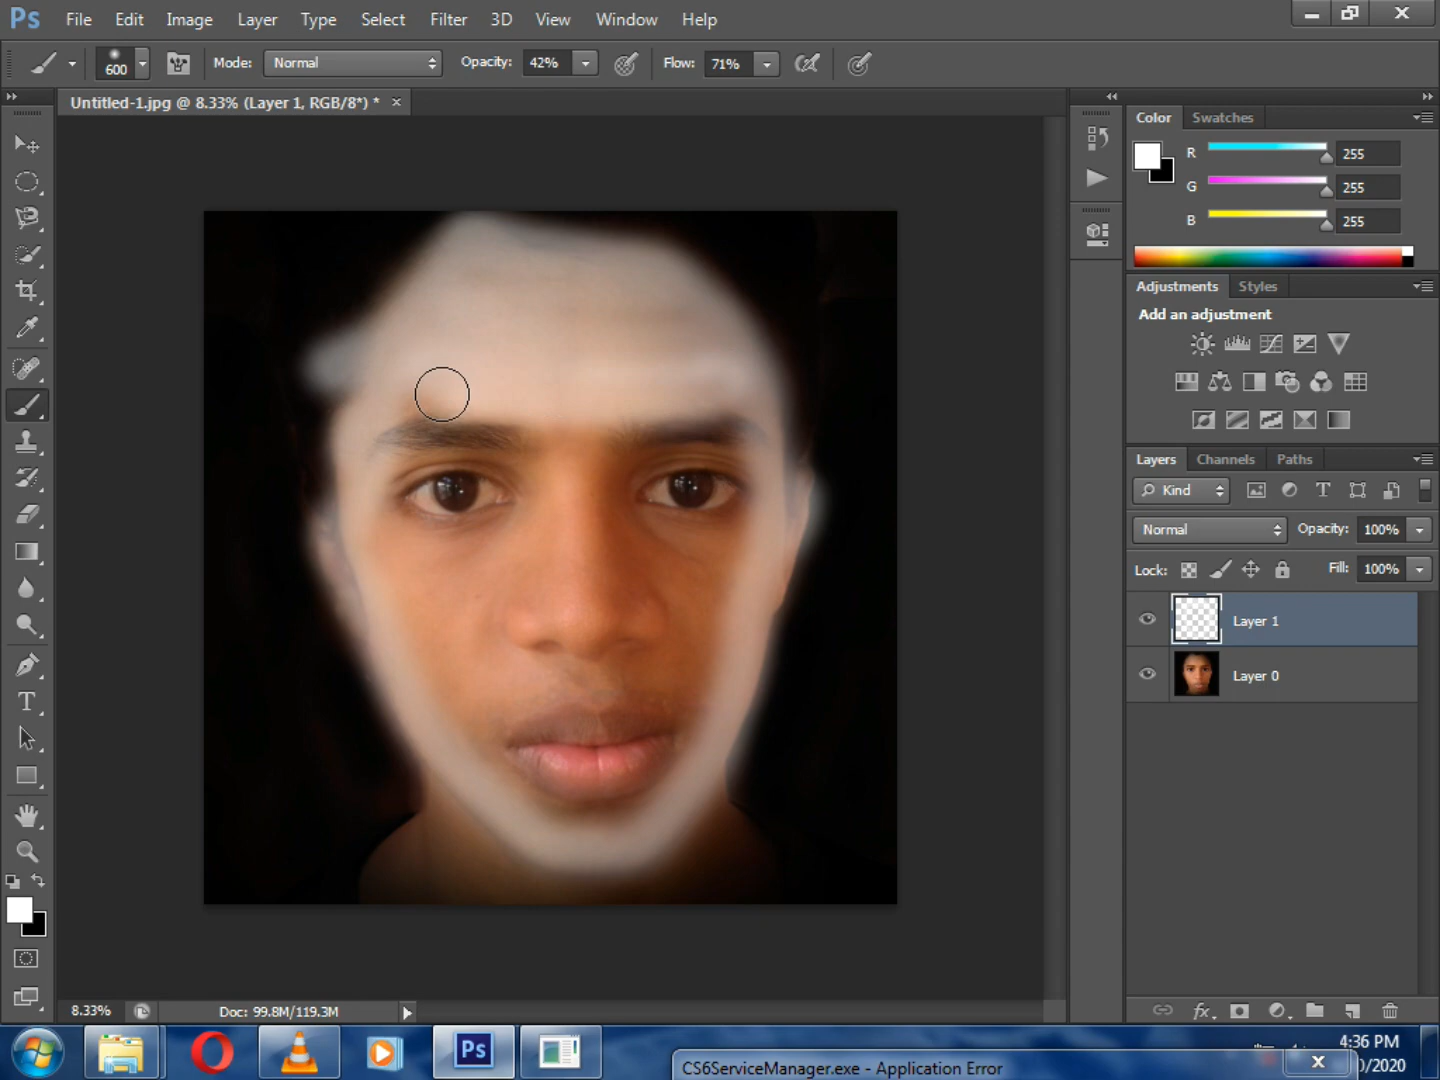 Ps File Edit Image Layer Type Select Filter 3D View Window Help
600 Mode: Normal Opacity: 42% Flow: 71%
Untitled-1.jpg @ 8.33% (Layer 1, RGB/8*) * ×
Color Swatches
R 255
G 255
B 255
Adjustments Styles
Add an adjustment
Layers Channels Paths
Kind
Normal Opacity: 100%
Lock: Fill: 100%
Layer 1
Layer 0
8.33% Doc: 99.8M/119.3M
Ps
4:36 PM
CS6ServiceManager.exe - Application Error
0/2020